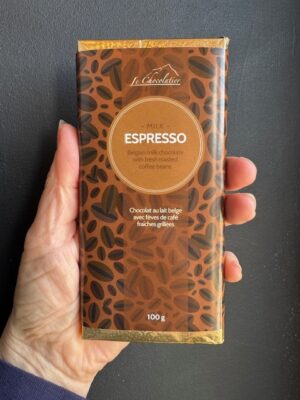 Le Chocolatier
– MILK –
ESPRESSO
Belgian milk chocolate
with fresh roasted
coffee beans
Chocolat au lait belge
avec fèves de café
fraîches grillées
100 g